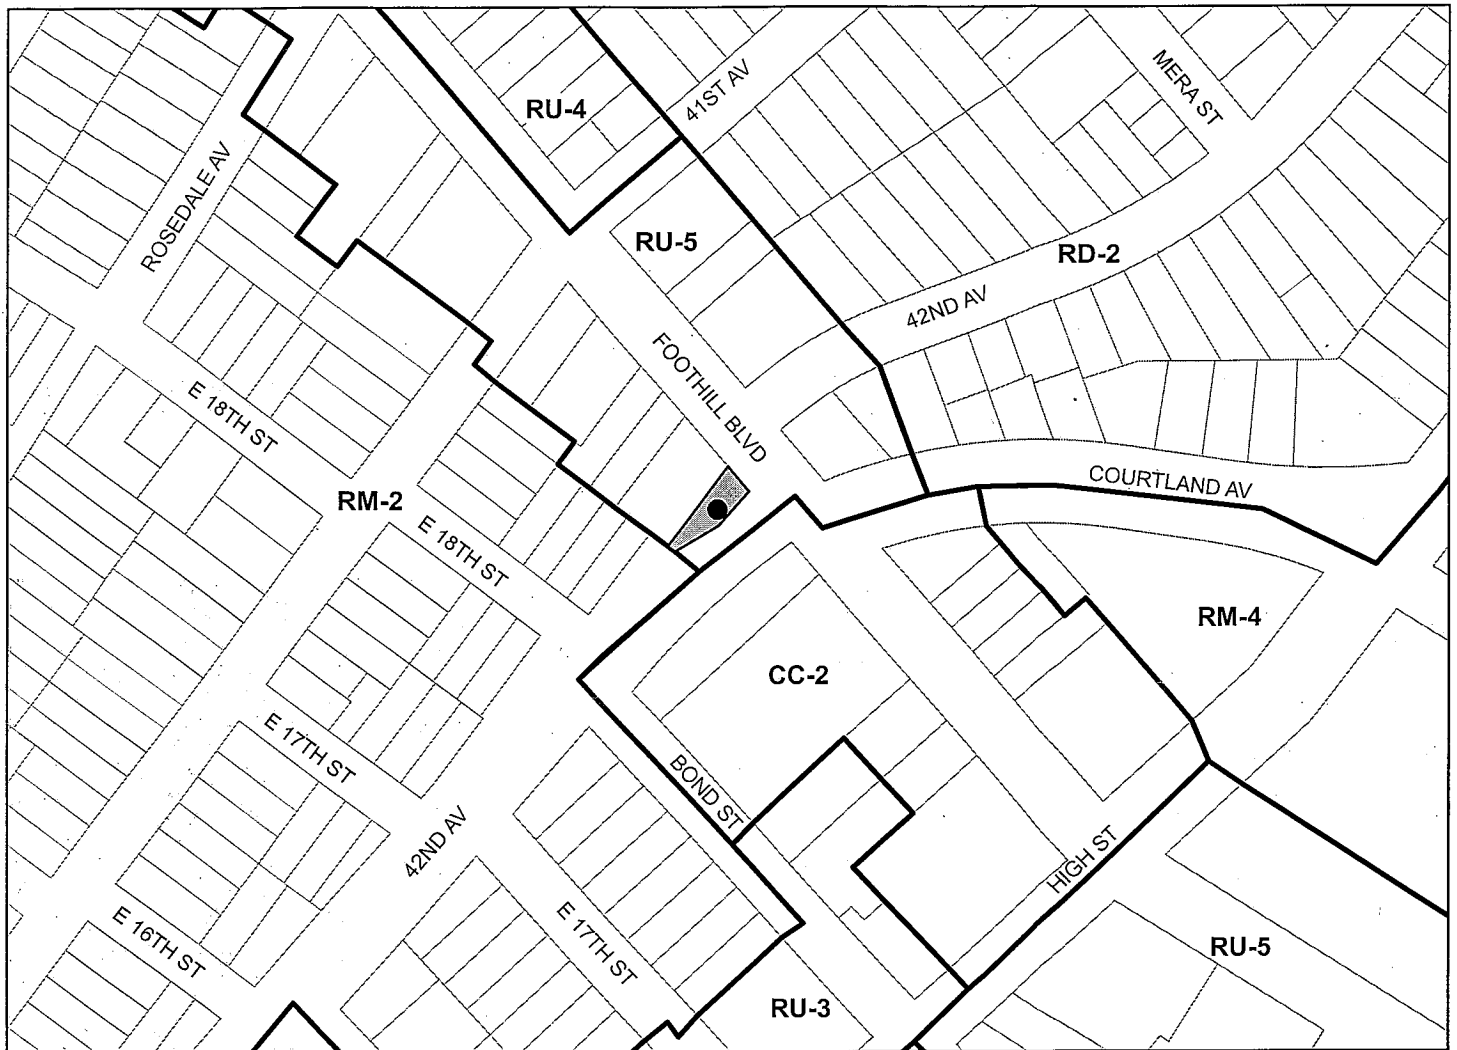 MERA ST
41ST AV
RU-4
ROSEDALE AV
RU-5
RD-2
42ND AV
FOOTHILL BLVD
E 18TH ST
COURTLAND AV
RM-2
E 18TH ST
RM-4
CC-2
E 17TH ST
BOND ST
42ND AV
HIGH ST
E 16TH ST
E 17TH ST
RU-5
RU-3